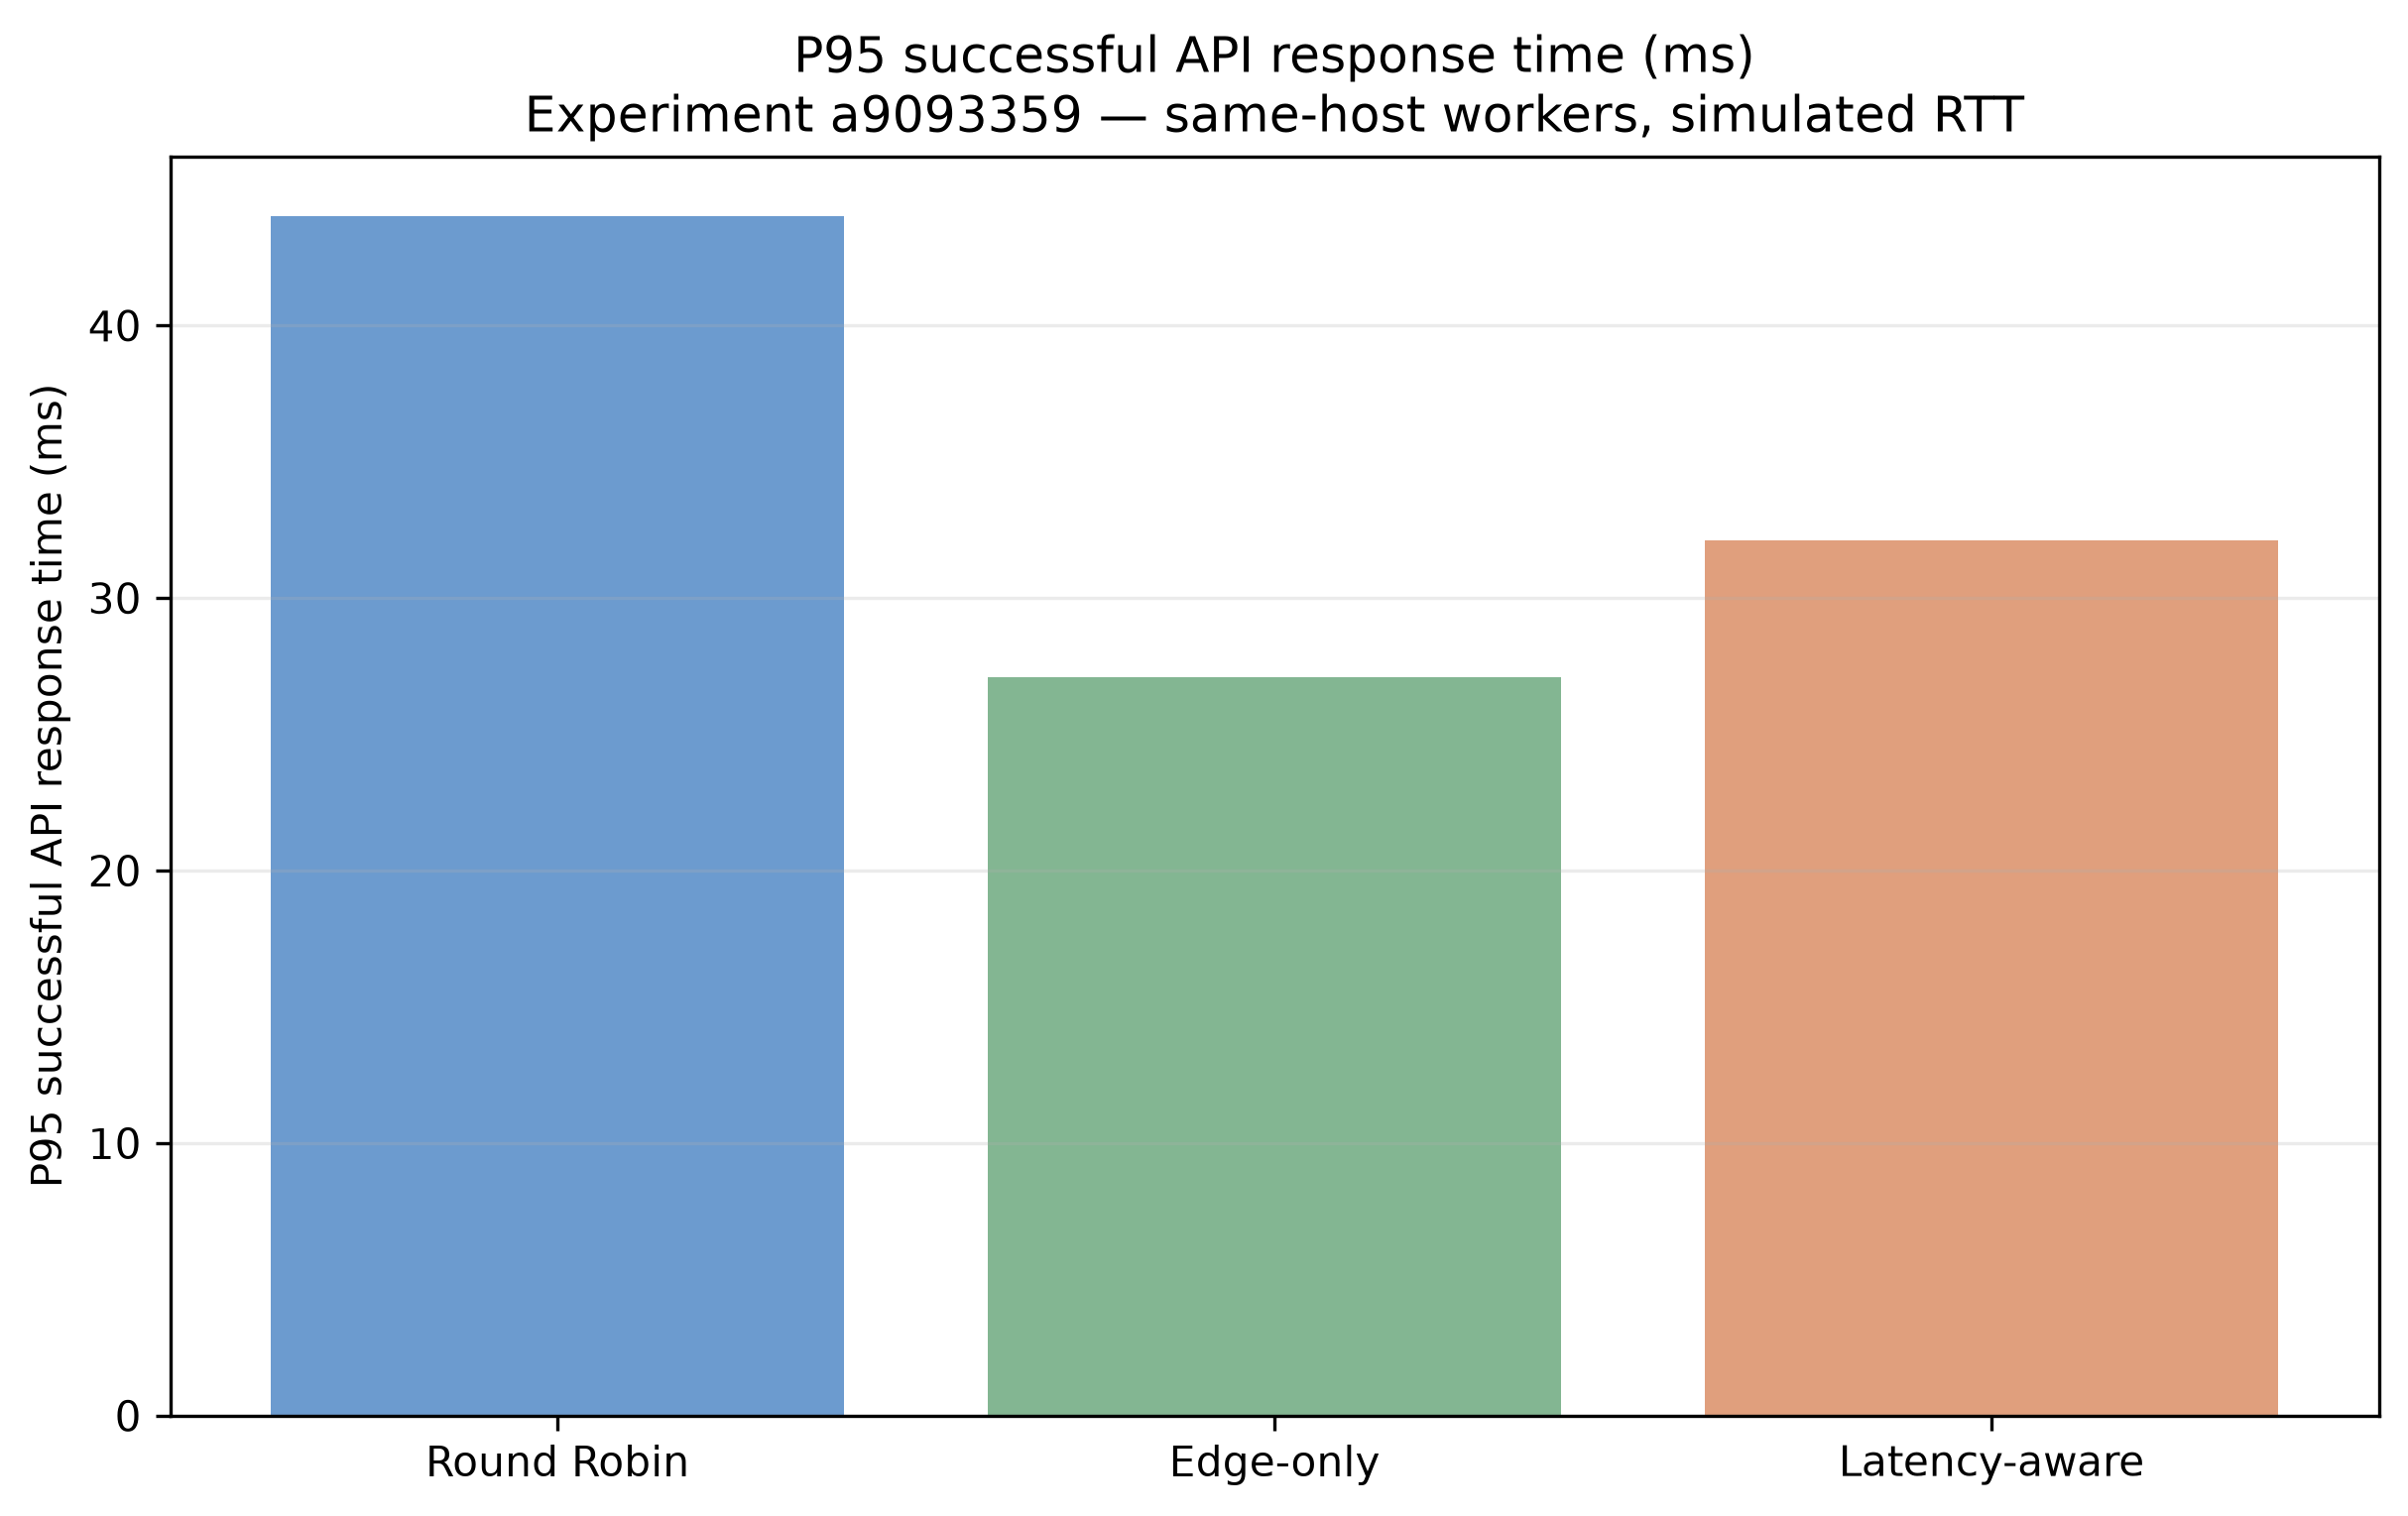 P95 successful API response time (ms)
Experiment a9093359 — same-host workers, simulated RTT
P95 successful API response time (ms)
40
30
20
10
0
Round Robin
Edge-only
Latency-aware